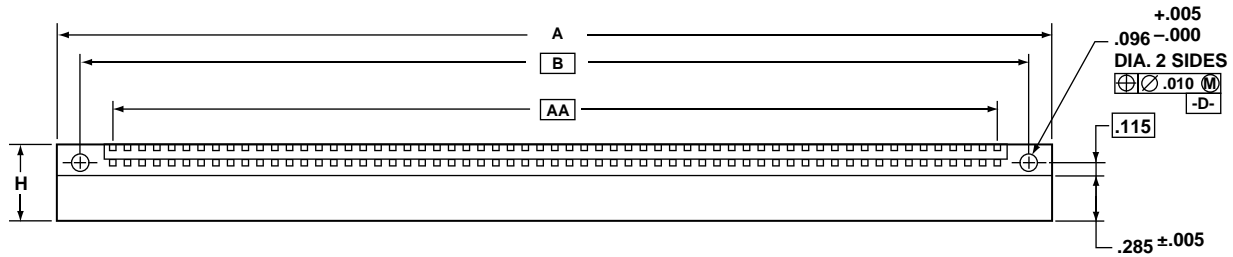 A
B
AA
H
+.005
.096 –.000
DIA. 2 SIDES
⌖ ⌀ .010 Ⓜ
-D-
.115
.285 ±.005